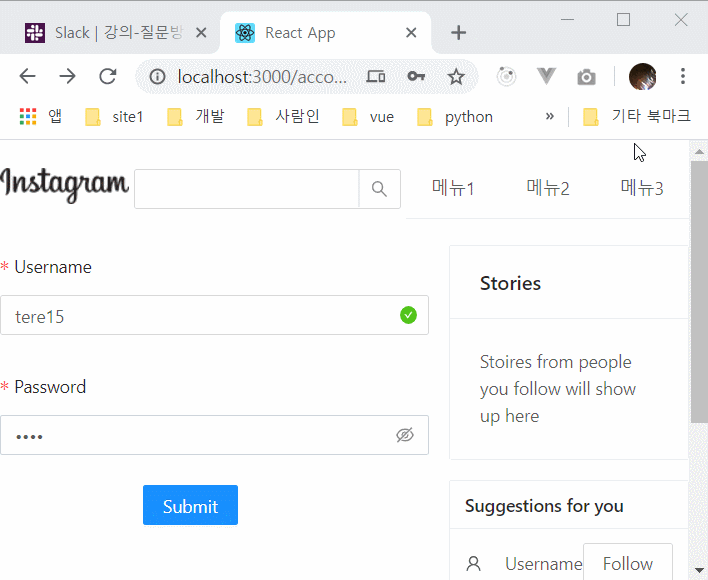 Slack | 강의-질문방
React App
localhost:3000/acco...
앱
site1
개발
사람인
vue
python
»
기타 북마크
Instagram
메뉴1
메뉴2
메뉴3
* Username
tere15
* Password
••••
Submit
Stories
Stoires from people
you follow will show
up here
Suggestions for you
Username
Follow